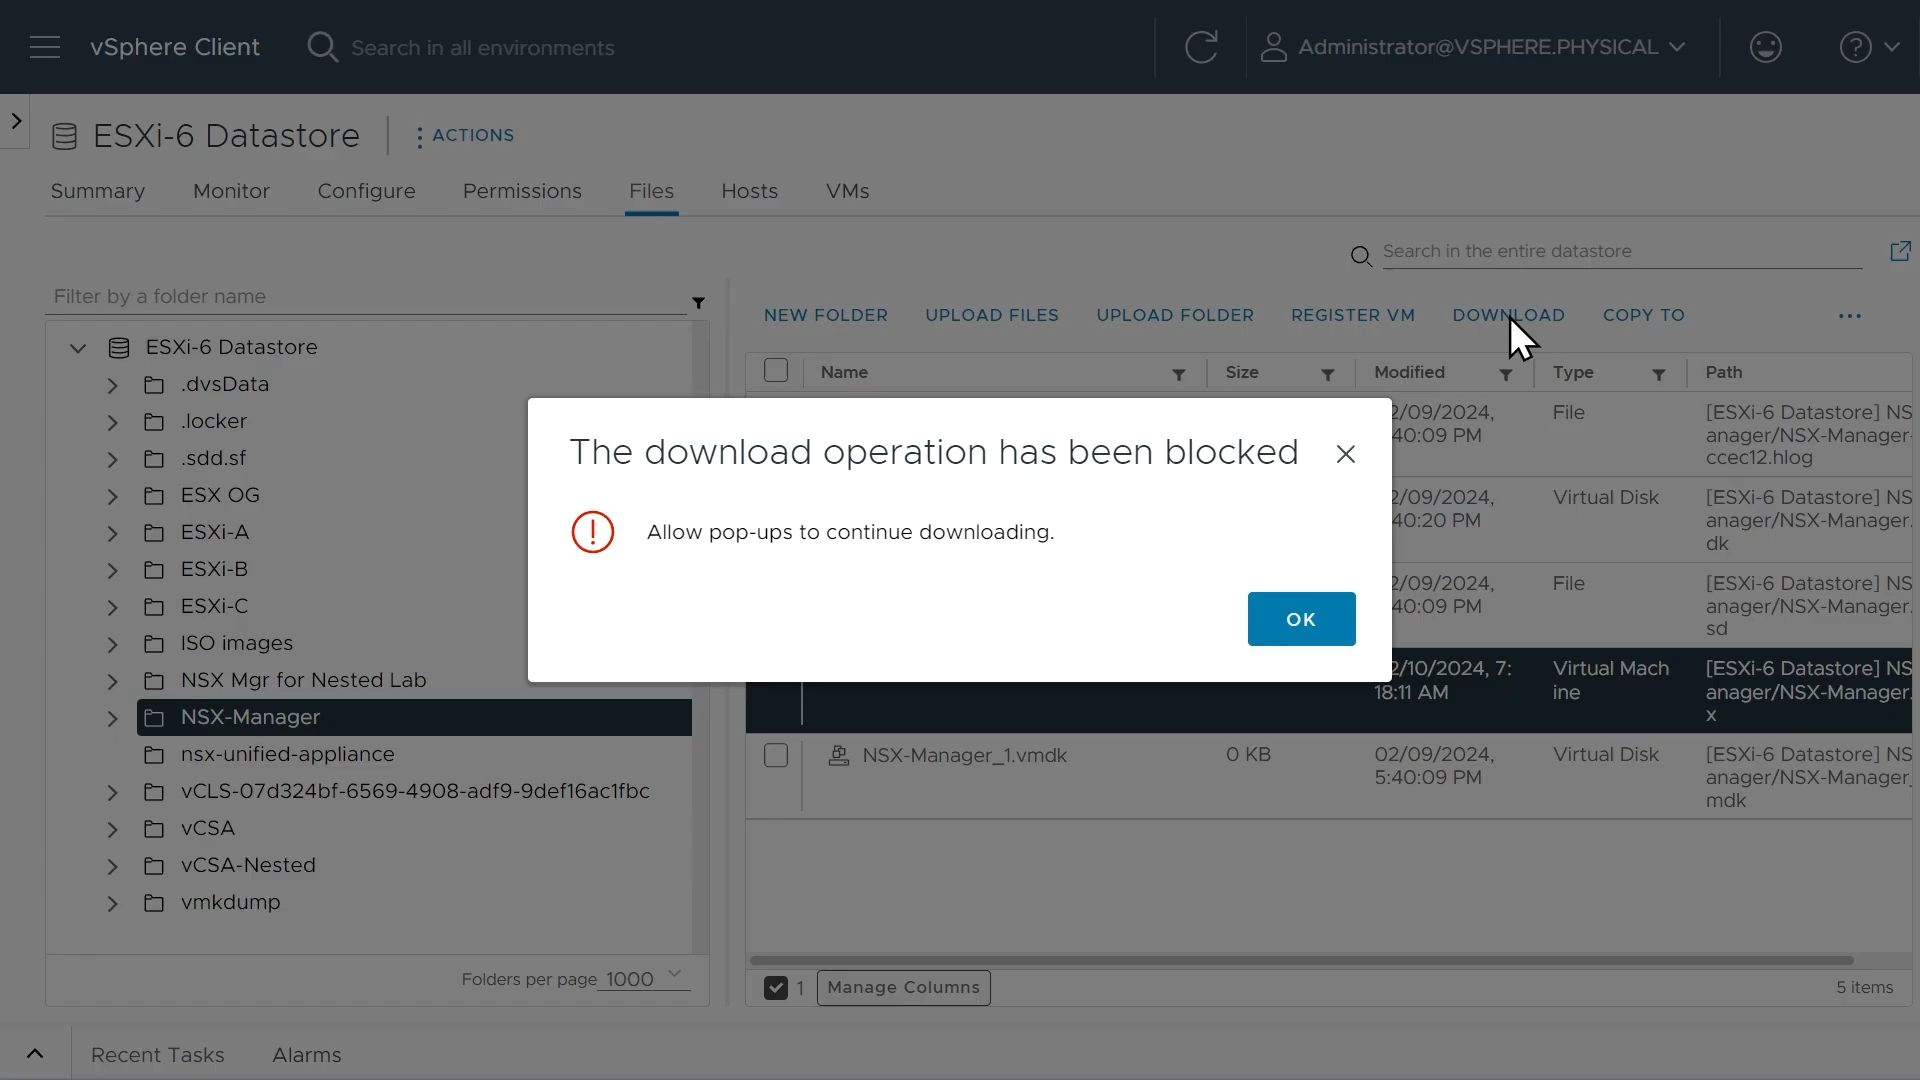 vSphere Client
Search in all environments
Administrator@VSPHERE.PHYSICAL
ESXi-6 Datastore
ACTIONS
Summary
Monitor
Configure
Permissions
Files
Hosts
VMs
Search in the entire datastore
Filter by a folder name
ESXi-6 Datastore
.dvsData
.locker
.sdd.sf
ESX OG
ESXi-A
ESXi-B
ESXi-C
ISO images
NSX Mgr for Nested Lab
NSX-Manager
nsx-unified-appliance
vCLS-07d324bf-6569-4908-adf9-9def16ac1fbc
vCSA
vCSA-Nested
vmkdump
Folders per page 1000
NEW FOLDER
UPLOAD FILES
UPLOAD FOLDER
REGISTER VM
DOWNLOAD
COPY TO
Name
Size
Modified
Type
Path
2/09/2024,
40:09 PM
File
[ESXi-6 Datastore] NS
anager/NSX-Manager-
ccec12.hlog
2/09/2024,
40:20 PM
Virtual Disk
[ESXi-6 Datastore] NS
anager/NSX-Manager.
dk
2/09/2024,
40:09 PM
File
[ESXi-6 Datastore] NS
anager/NSX-Manager.
sd
2/10/2024, 7:
18:11 AM
Virtual Mach
ine
[ESXi-6 Datastore] NS
anager/NSX-Manager.
x
NSX-Manager_1.vmdk
0 KB
02/09/2024,
5:40:09 PM
Virtual Disk
[ESXi-6 Datastore] NS
anager/NSX-Manager_
mdk
The download operation has been blocked
Allow pop-ups to continue downloading.
OK
1
Manage Columns
5 items
Recent Tasks
Alarms